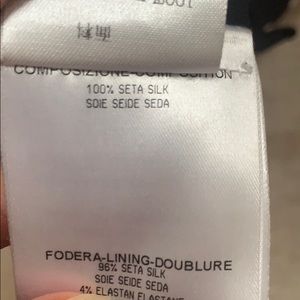 COMPOSIZIONE-COMPOSITION
100% SETA SILK
SOIE SEIDE SEDA
FODERA-LINING-DOUBLURE
96% SETA SILK
SOIE SEIDE SEDA
4% ELASTAN ELASTANE